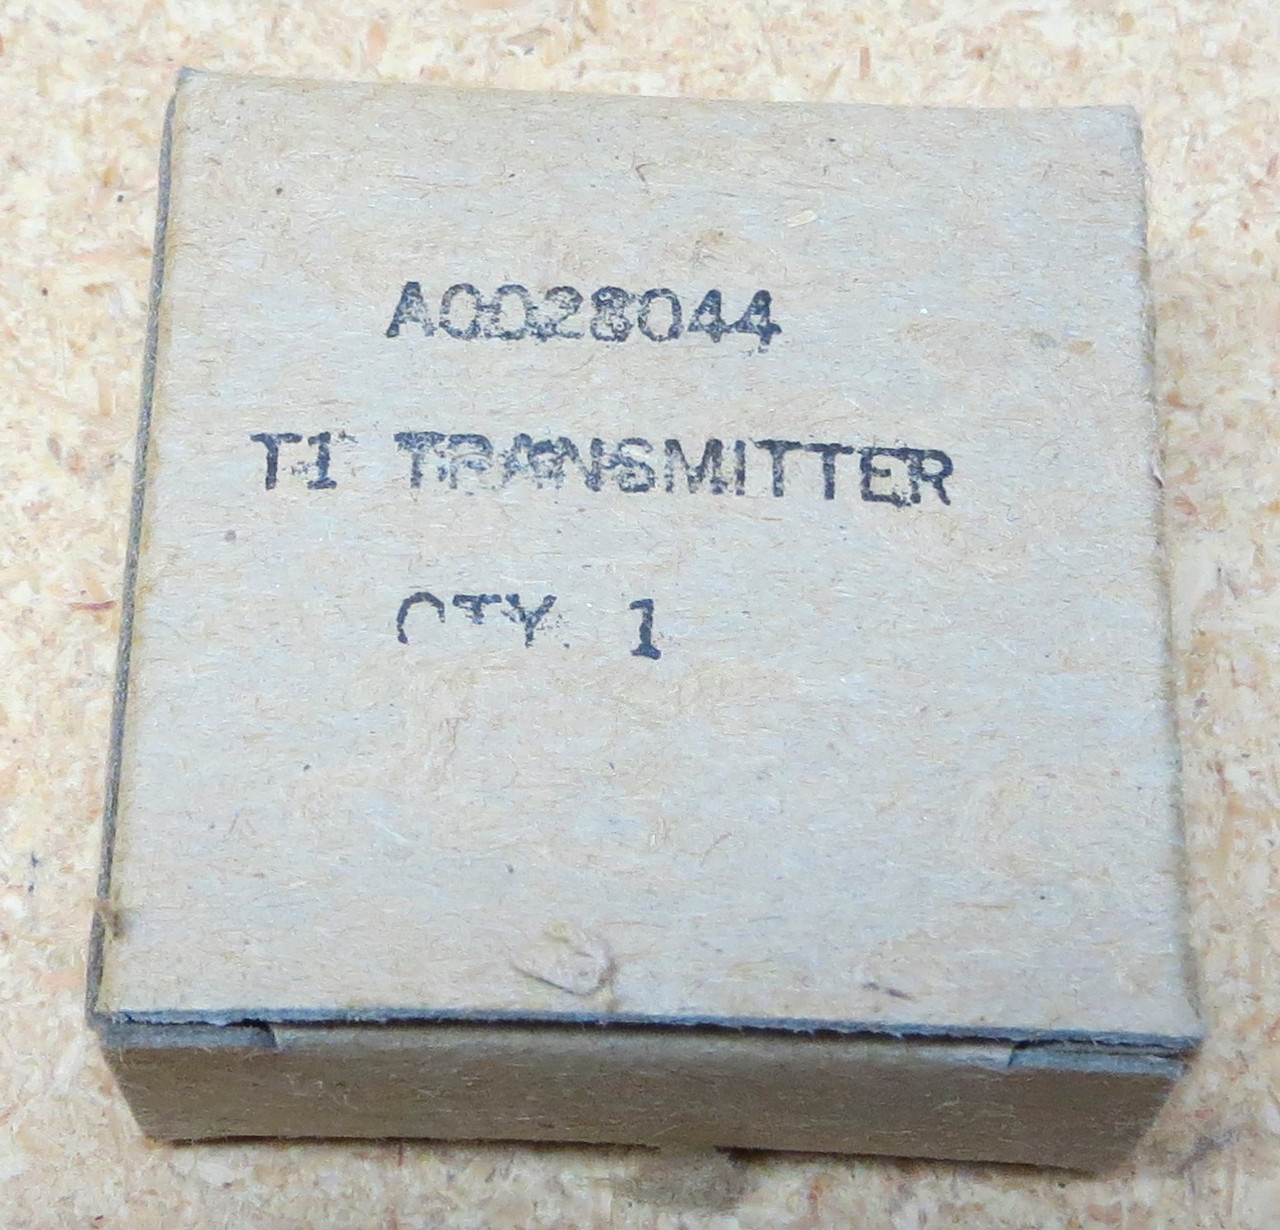 A0028044
T1 TRANSMITTER
QTY. 1